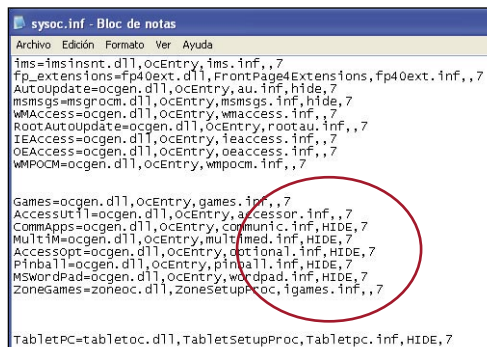 sysoc.inf - Bloc de notas
Archivo Edición Formato Ver Ayuda
ims=imsinsnt.dll,OcEntry,ims.inf,,7
fp_extensions=fp40ext.dll,FrontPage4Extensions,fp40ext.inf,,7
AutoUpdate=ocgen.dll,OcEntry,au.inf,hide,7
msmsgs=msgrocm.dll,OcEntry,msmsgs.inf,hide,7
WMAccess=ocgen.dll,OcEntry,wmaccess.inf,,7
RootAutoUpdate=ocgen.dll,OcEntry,rootau.inf,,7
IEAccess=ocgen.dll,OcEntry,ieaccess.inf,,7
OEAccess=ocgen.dll,OcEntry,oeaccess.inf,,7
WMPOCM=ocgen.dll,OcEntry,wmpocm.inf,,7
Games=ocgen.dll,OcEntry,games.inf,,7
AccessUtil=ocgen.dll,OcEntry,accessor.inf,,7
CommApps=ocgen.dll,OcEntry,communic.inf,HIDE,7
MultiM=ocgen.dll,OcEntry,multimed.inf,HIDE,7
AccessOpt=ocgen.dll,OcEntry,optional.inf,HIDE,7
Pinball=ocgen.dll,OcEntry,pinball.inf,HIDE,7
MSWordPad=ocgen.dll,OcEntry,wordpad.inf,HIDE,7
ZoneGames=zoneoc.dll,ZoneSetupProc,igames.inf,,7
TabletPC=tabletoc.dll,TabletSetupProc,Tabletpc.inf,HIDE,7